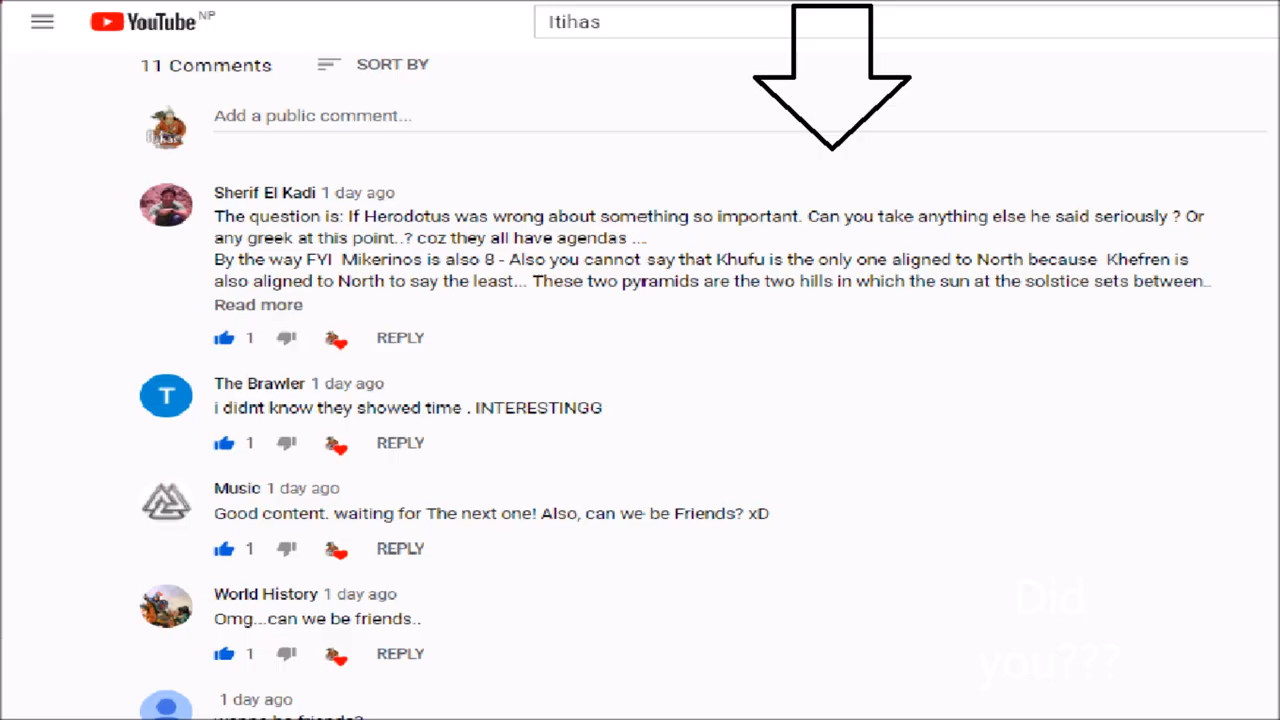 YouTube NP
Itihas
11 Comments SORT BY
Add a public comment...
Sherif El Kadi 1 day ago
The question is: If Herodotus was wrong about something so important. Can you take anything else he said seriously ? Or
any greek at this point..? coz they all have agendas ...
By the way FYI Mikerinos is also 8 - Also you cannot say that Khufu is the only one aligned to North because Khefren is
also aligned to North to say the least... These two pyramids are the two hills in which the sun at the solstice sets between...
Read more
1 REPLY
The Brawler 1 day ago
i didnt know they showed time . INTERESTINGG
1 REPLY
Music 1 day ago
Good content. waiting for The next one! Also, can we be Friends? xD
1 REPLY
World History 1 day ago
Omg...can we be friends..
1 REPLY
Did
you???
1 day ago
wanna be friends?